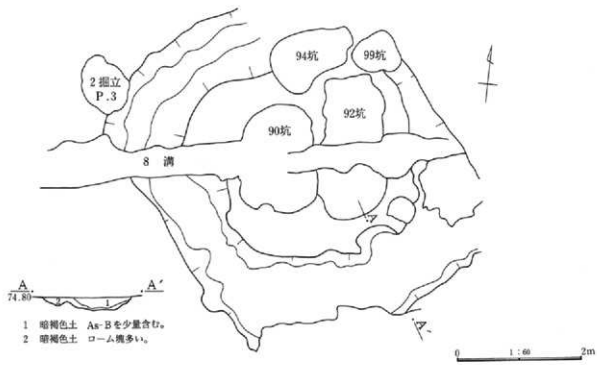 94坑
99坑
2掘立
P.3
90坑
92坑
8 溝
A
A
A′
74.80
2
1
1 暗褐色土 As-Bを少量含む。
2 暗褐色土 ローム塊多い。
A′
0 1:60 2m